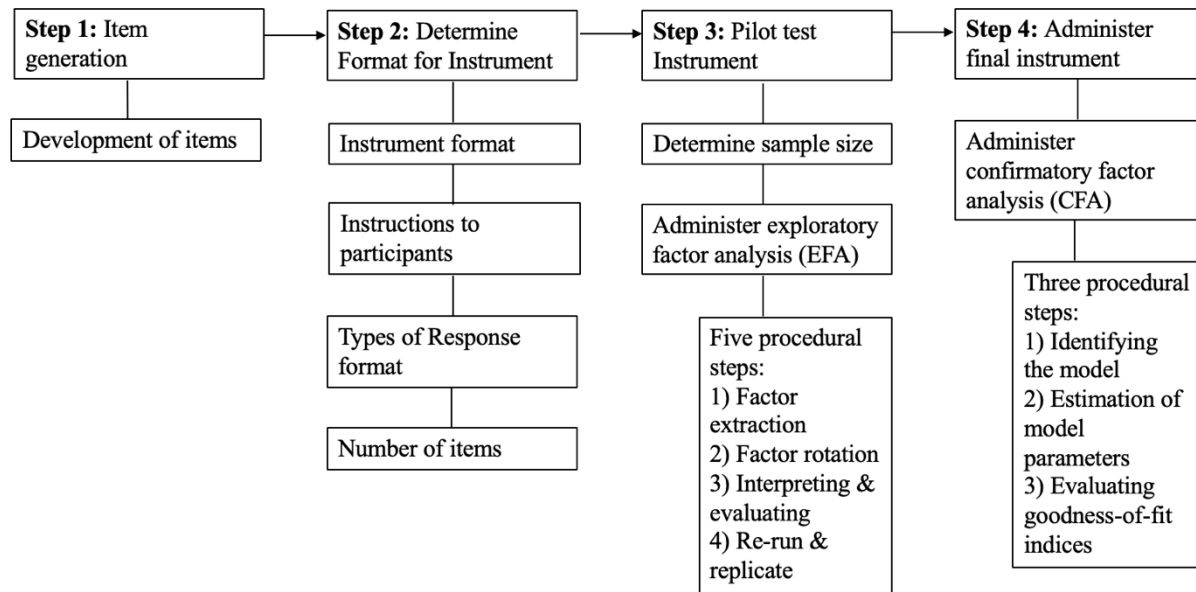 Step 1: Item
generation
Development of items
Step 2: Determine
Format for Instrument
Instrument format
Instructions to
participants
Types of Response
format
Number of items
Step 3: Pilot test
Instrument
Determine sample size
Administer exploratory
factor analysis (EFA)
Five procedural
steps:
1) Factor
extraction
2) Factor rotation
3) Interpreting &
evaluating
4) Re-run &
replicate
Step 4: Administer
final instrument
Administer
confirmatory factor
analysis (CFA)
Three procedural
steps:
1) Identifying
the model
2) Estimation of
model
parameters
3) Evaluating
goodness-of-fit
indices